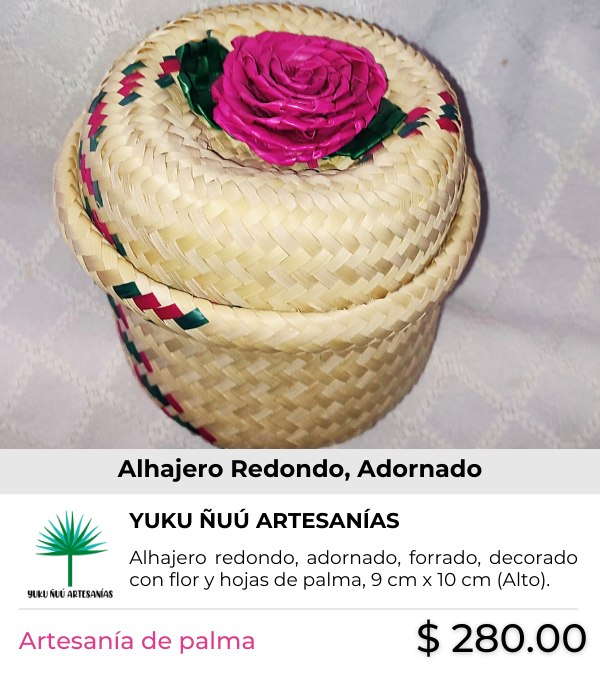 Alhajero Redondo, Adornado
YUKU ÑUÚ ARTESANÍAS
Alhajero redondo, adornado, forrado, decorado
con flor y hojas de palma, 9 cm x 10 cm (Alto).
YUKU ÑUÚ ARTESANÍAS
Artesanía de palma
$ 280.00